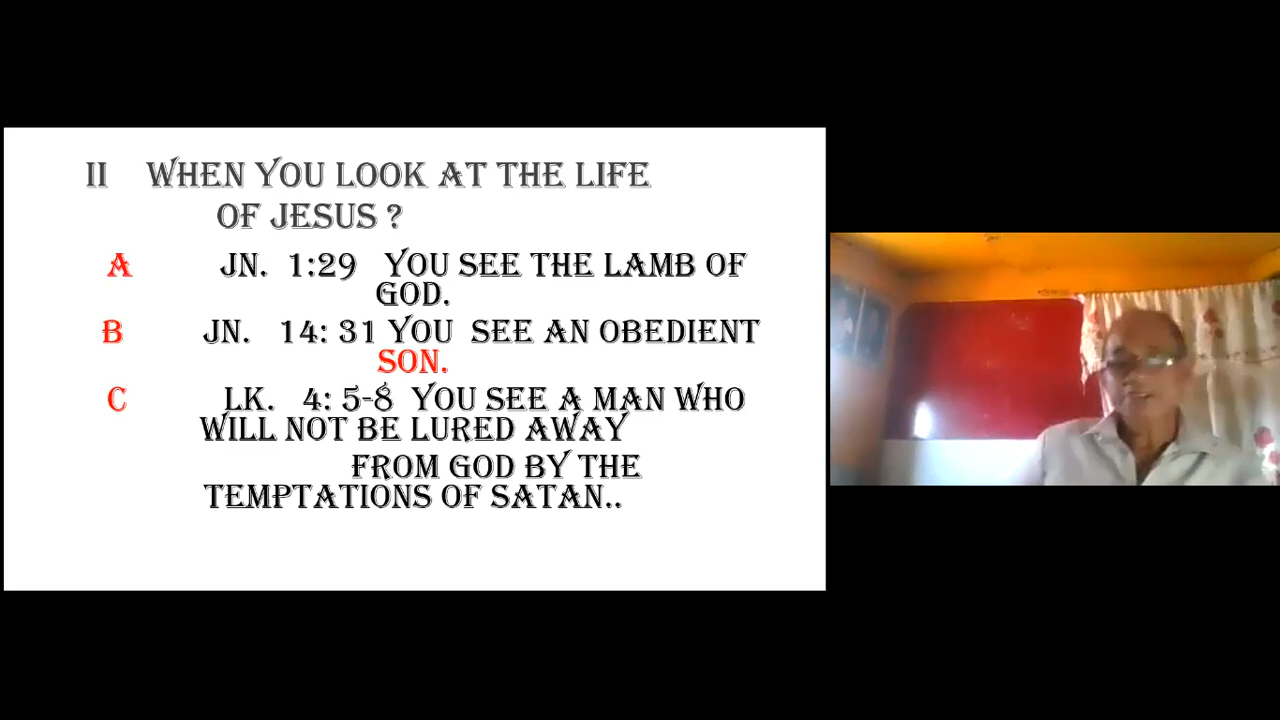 II WHEN YOU LOOK AT THE LIFE
OF JESUS ?
A JN. 1:29 YOU SEE THE LAMB OF
GOD.
B JN. 14: 31 YOU SEE AN OBEDIENT
SON.
C LK. 4: 5-8 YOU SEE A MAN WHO
WILL NOT BE LURED AWAY
FROM GOD BY THE
TEMPTATIONS OF SATAN..